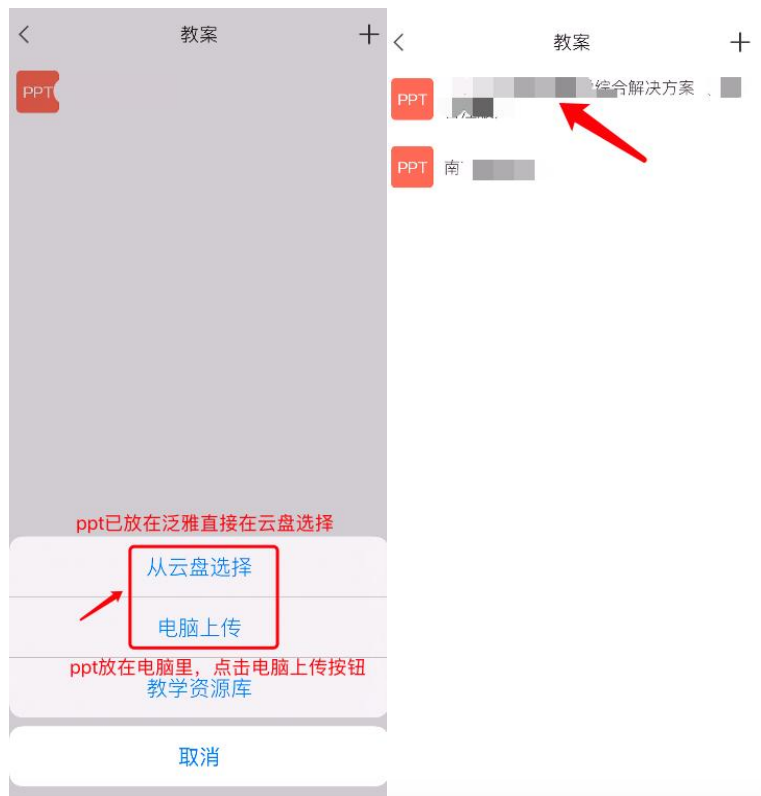 教案
PPT
ppt已放在泛雅直接在云盘选择
从云盘选择
电脑上传
ppt放在电脑里，点击电脑上传按钮
教学资源库
取消
教案
PPT
综合解决方案 、
PPT
南